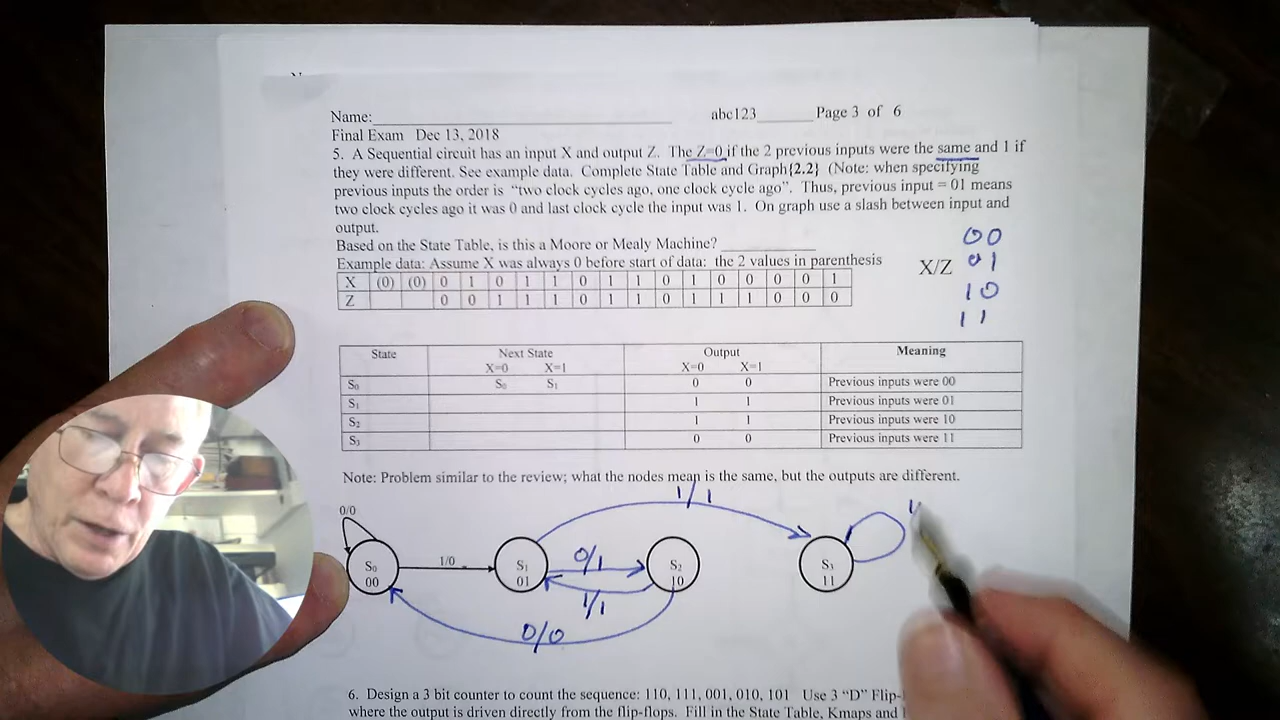 Name:____________ abc123______ Page 3 of 6
Final Exam Dec 13, 2018
5. A Sequential circuit has an input X and output Z. The Z=0 if the 2 previous inputs were the same and 1 if
they were different. See example data. Complete State Table and Graph{2.2} (Note: when specifying
previous inputs the order is "two clock cycles ago, one clock cycle ago". Thus, previous input = 01 means
two clock cycles ago it was 0 and last clock cycle the input was 1. On graph use a slash between input and
output.
00
Based on the State Table, is this a Moore or Mealy Machine? ____________
Example data: Assume X was always 0 before start of data: the 2 values in parenthesis
X/Z 01
X (0) (0) 0 1 0 1 1 0 1 1 0 1 0 0 0 0 1
10
Z 0 0 1 1 1 0 1 1 0 1 1 1 0 0 0
11
State Next State Output Meaning
X=0 X=1 X=0 X=1
S₀ S₀ S₁ 0 0 Previous inputs were 00
S₁ 1 1 Previous inputs were 01
S₂ 1 1 Previous inputs were 10
S₃ 0 0 Previous inputs were 11
Note: Problem similar to the review; what the nodes mean is the same, but the outputs are different.
1/1
0/0
S₀ 1/0 S₁ 0/1 S₂ S₃
00 01 10 11
1/1
0/0
6. Design a 3 bit counter to count the sequence: 110, 111, 001, 010, 101 Use 3 "D" Flip-
where the output is driven directly from the flip-flops. Fill in the State Table, Kmaps and